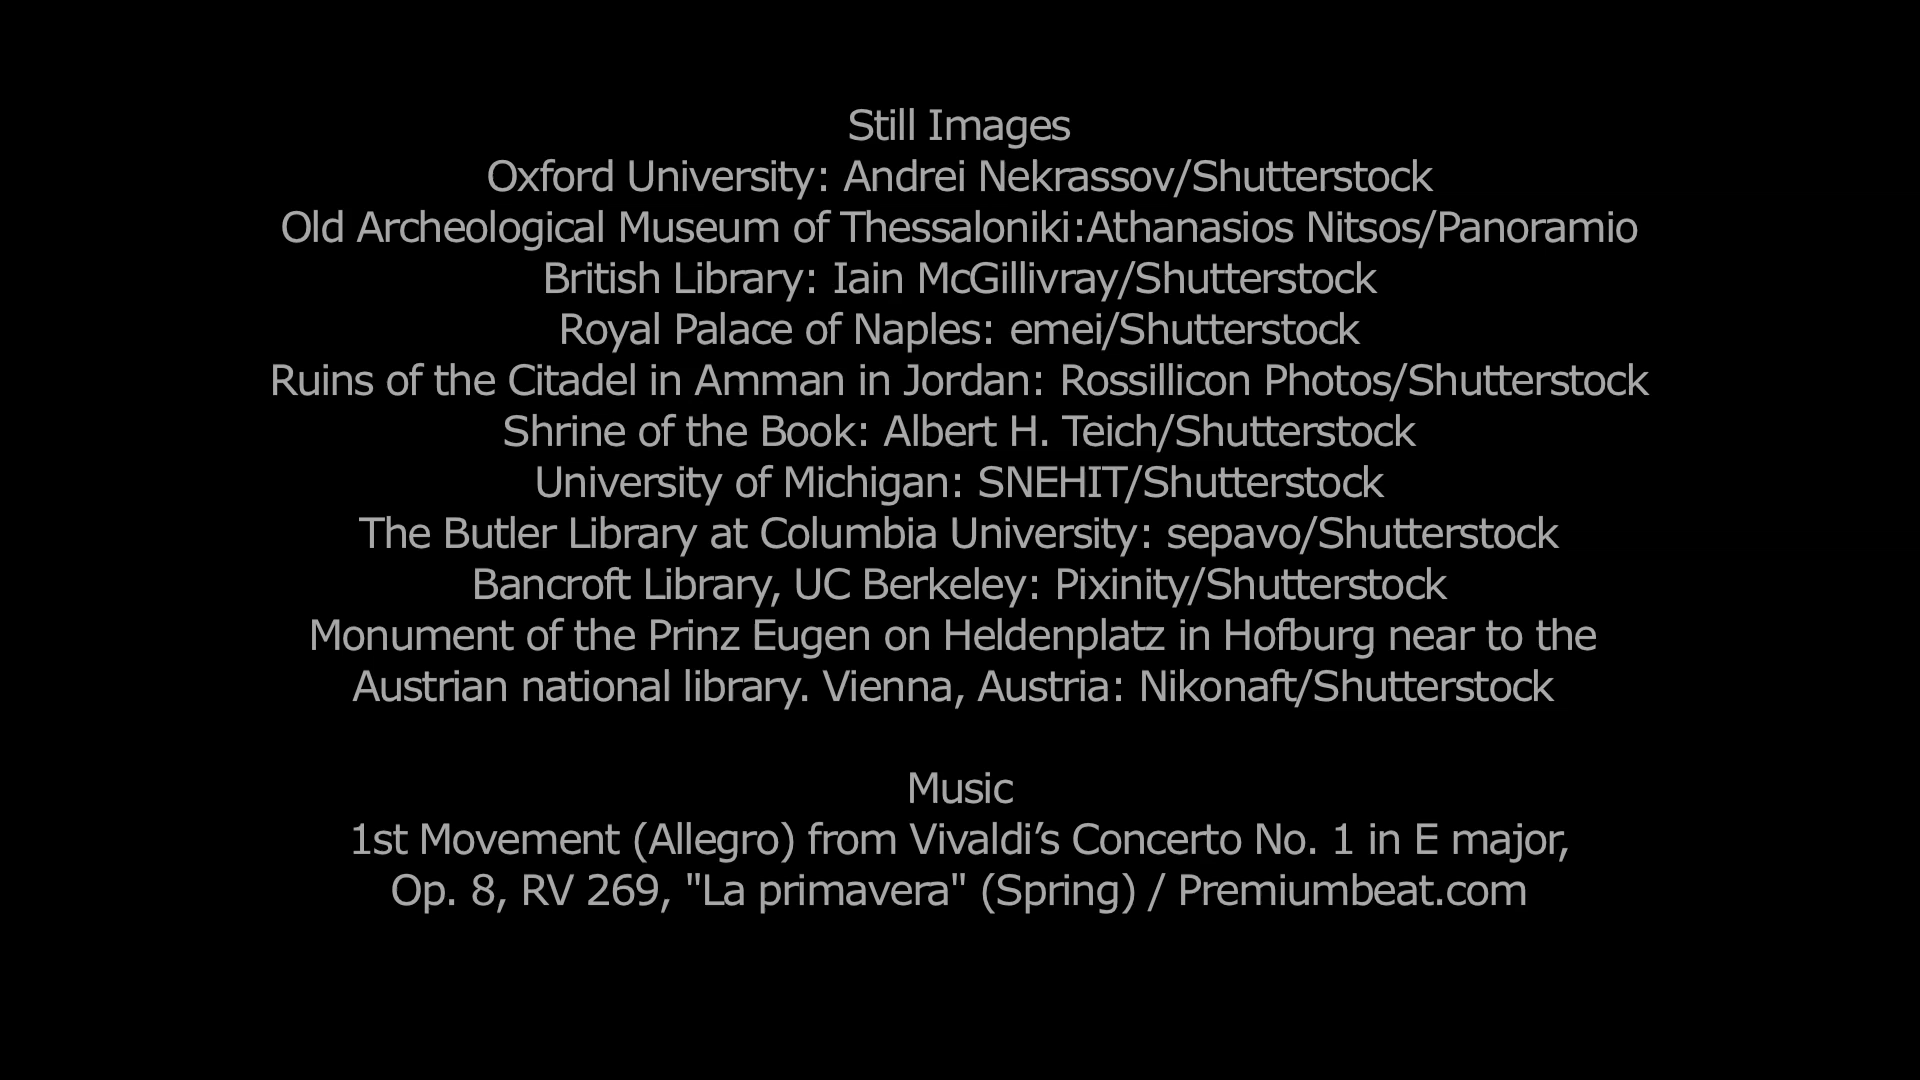 Still Images
Oxford University: Andrei Nekrassov/Shutterstock
Old Archeological Museum of Thessaloniki:Athanasios Nitsos/Panoramio
British Library: Iain McGillivray/Shutterstock
Royal Palace of Naples: emei/Shutterstock
Ruins of the Citadel in Amman in Jordan: Rossillicon Photos/Shutterstock
Shrine of the Book: Albert H. Teich/Shutterstock
University of Michigan: SNEHIT/Shutterstock
The Butler Library at Columbia University: sepavo/Shutterstock
Bancroft Library, UC Berkeley: Pixinity/Shutterstock
Monument of the Prinz Eugen on Heldenplatz in Hofburg near to the
Austrian national library. Vienna, Austria: Nikonaft/Shutterstock
Music
1st Movement (Allegro) from Vivaldi’s Concerto No. 1 in E major,
Op. 8, RV 269, "La primavera" (Spring) / Premiumbeat.com